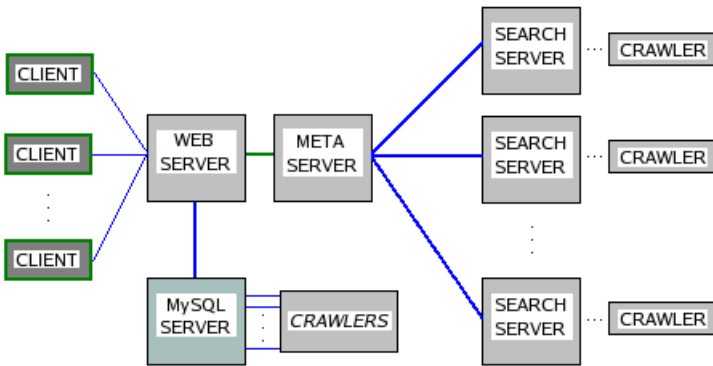 SEARCH
SERVER
CRAWLER
CLIENT
WEB
SERVER
META
SERVER
CLIENT
SEARCH
SERVER
CRAWLER
CLIENT
MySQL
SERVER
CRAWLERS
SEARCH
SERVER
CRAWLER